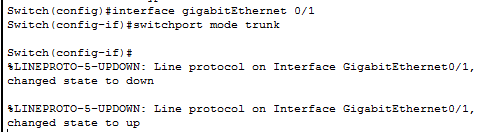 Switch(config)#interface gigabitEthernet 0/1
Switch(config-if)#switchport mode trunk
Switch(config-if)#
%LINEPROTO-5-UPDOWN: Line protocol on Interface GigabitEthernet0/1,
changed state to down
%LINEPROTO-5-UPDOWN: Line protocol on Interface GigabitEthernet0/1,
changed state to up